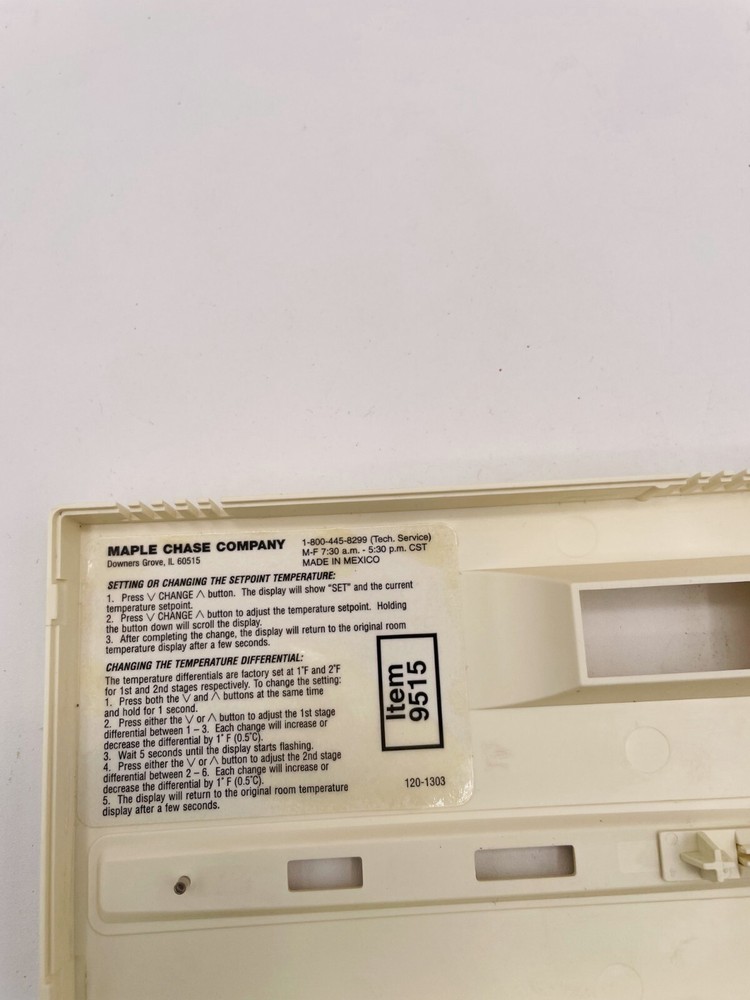 MAPLE CHASE COMPANY
Downers Grove, IL 60515
1-800-445-8299 (Tech. Service)
M-F 7:30 a.m. - 5:30 p.m. CST
MADE IN MEXICO
SETTING OR CHANGING THE SETPOINT TEMPERATURE:
1. Press ∨ CHANGE ∧ button. The display will show "SET" and the current
temperature setpoint.
2. Press ∨ CHANGE ∧ button to adjust the temperature setpoint. Holding
the button down will scroll the display.
3. After completing the change, the display will return to the original room
temperature display after a few seconds.
CHANGING THE TEMPERATURE DIFFERENTIAL:
The temperature differentials are factory set at 1°F and 2°F
for 1st and 2nd stages respectively. To change the setting:
1. Press both the ∨ and ∧ buttons at the same time
and hold for 1 second.
2. Press either the ∨ or ∧ button to adjust the 1st stage
differential between 1 – 3. Each change will increase or
decrease the differential by 1° F (0.5°C).
3. Wait 5 seconds until the display starts flashing.
4. Press either the ∨ or ∧ button to adjust the 2nd stage
differential between 2 – 6. Each change will increase or
decrease the differential by 1° F (0.5°C).
5. The display will return to the original room temperature
display after a few seconds.
Item
9515
120-1303